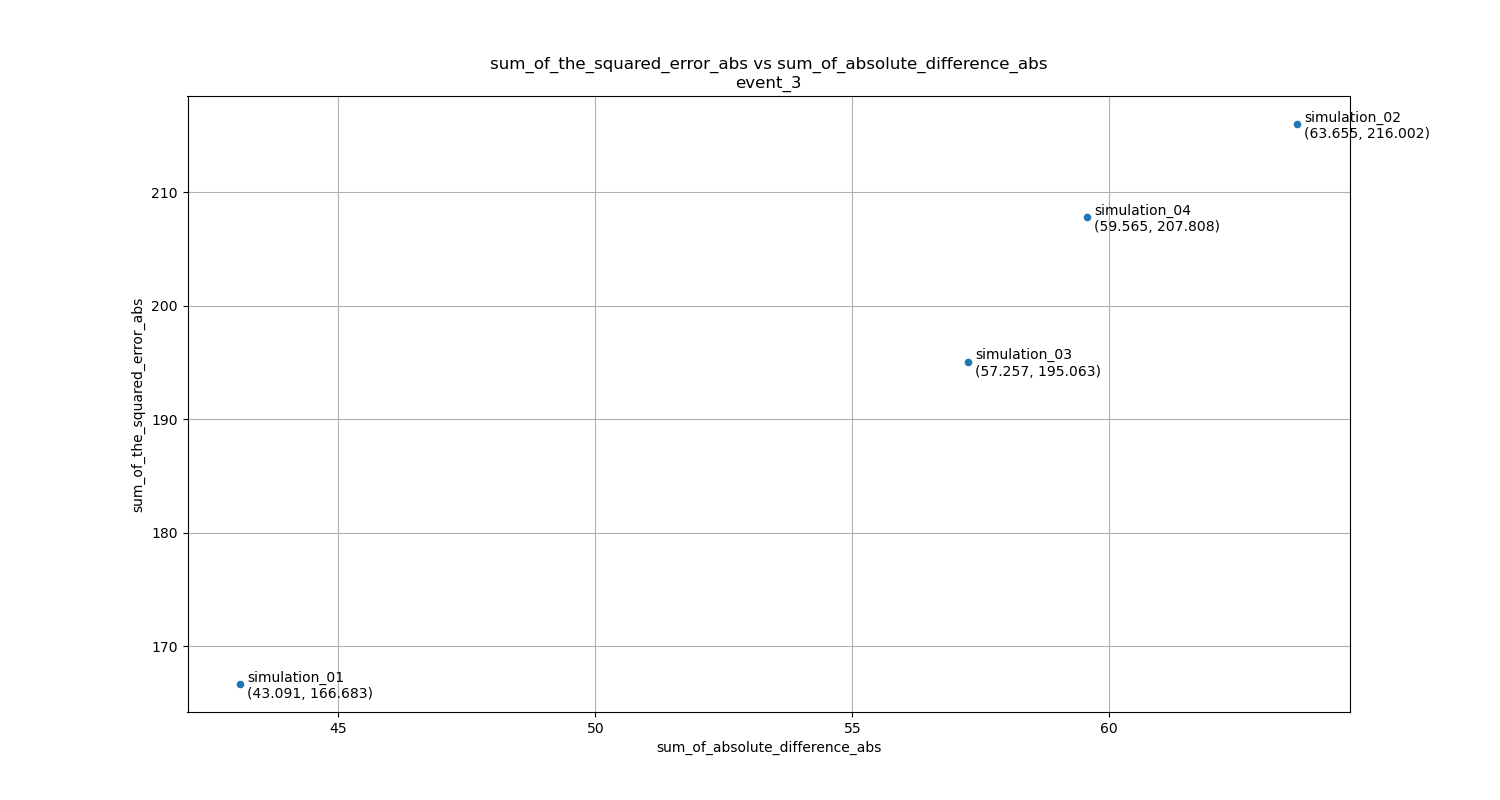 sum_of_the_squared_error_abs vs sum_of_absolute_difference_abs
event_3
simulation_02
(63.655, 216.002)
210
simulation_04
(59.565, 207.808)
200
simulation_03
(57.257, 195.063)
190
180
170
simulation_01
(43.091, 166.683)
sum_of_the_squared_error_abs
45
50
55
60
sum_of_absolute_difference_abs